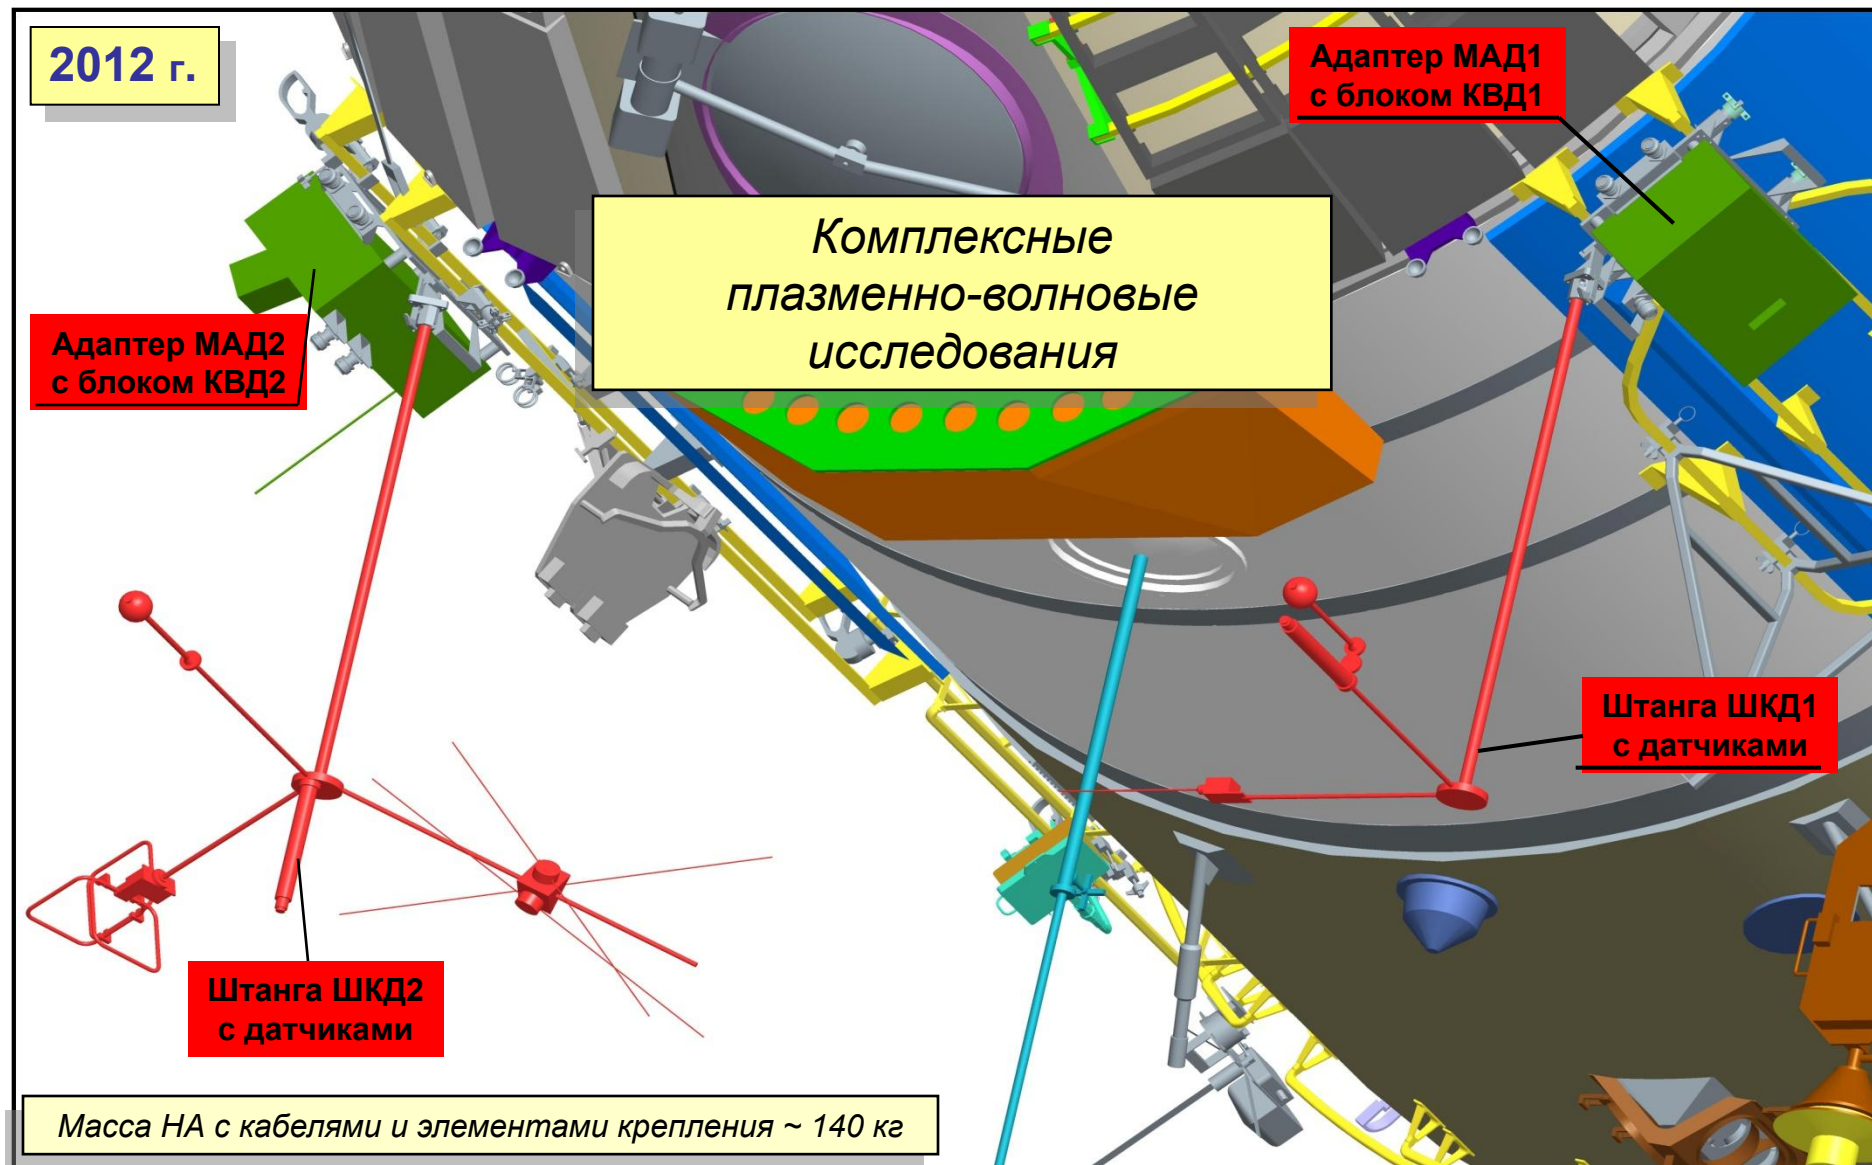 2012 г.
Адаптер МАД1
с блоком КВД1
Комплексные
плазменно-волновые
исследования
Адаптер МАД2
с блоком КВД2
Штанга ШКД1
с датчиками
Штанга ШКД2
с датчиками
Масса НА с кабелями и элементами крепления ~ 140 кг